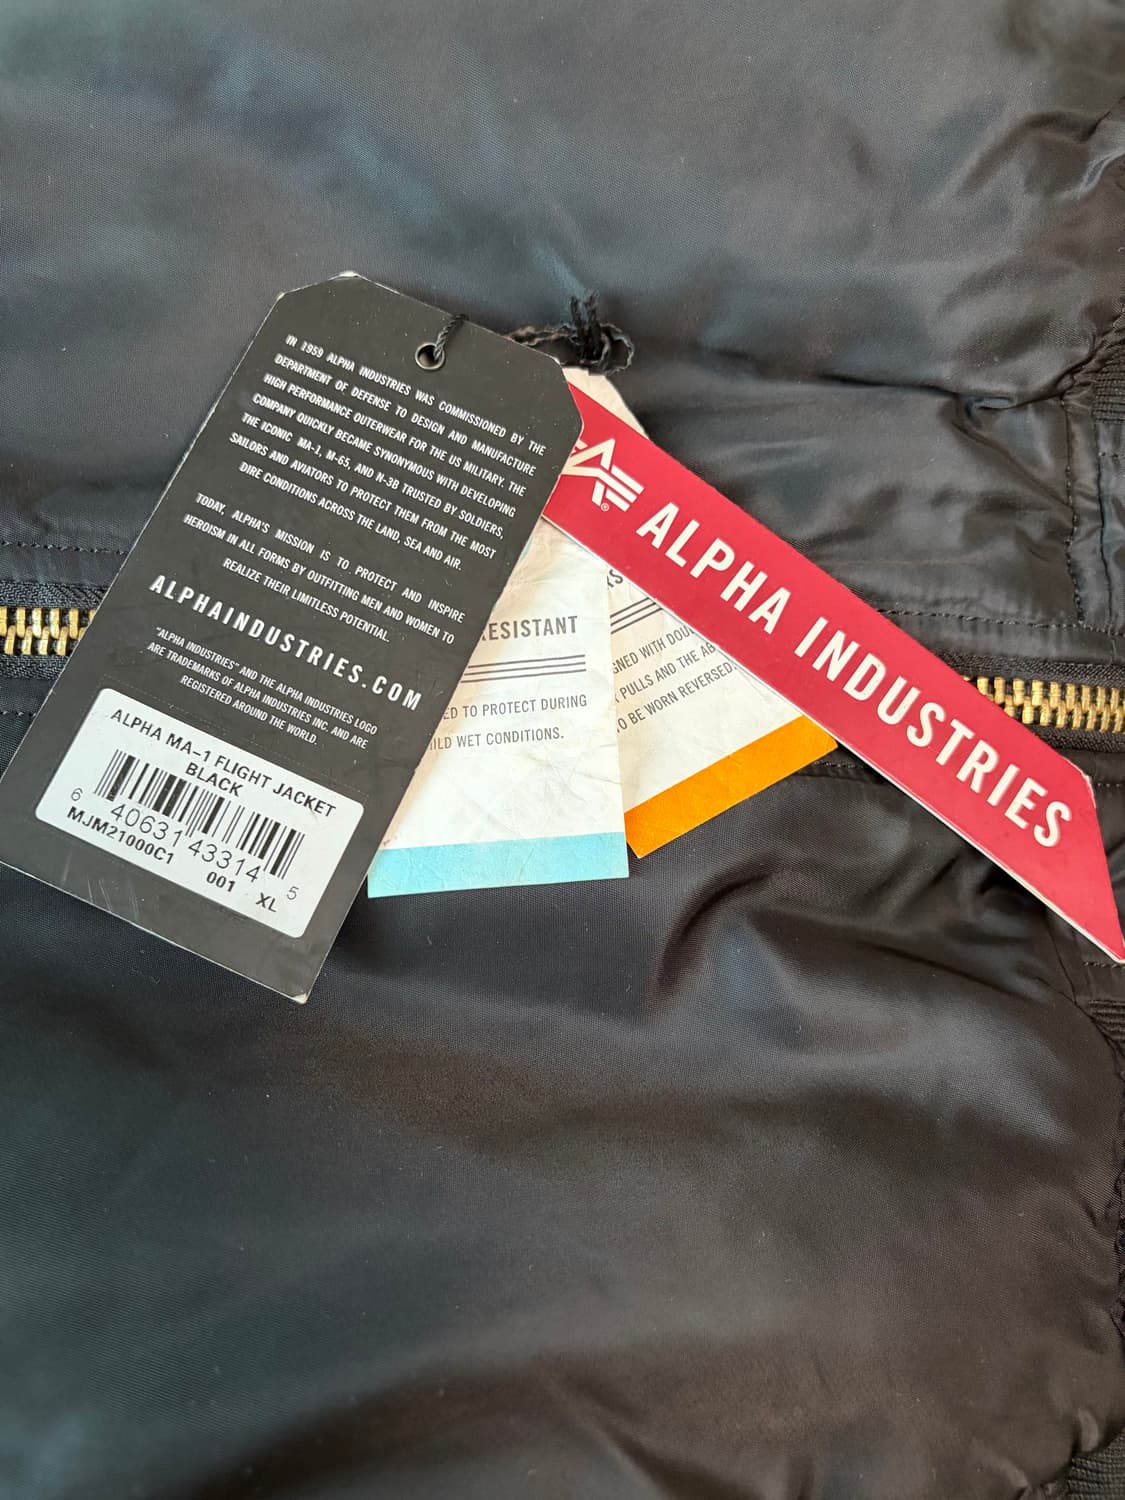 IN 1959 ALPHA INDUSTRIES WAS COMMISSIONED BY THE
DEPARTMENT OF DEFENSE TO DESIGN AND MANUFACTURE
HIGH PERFORMANCE OUTERWEAR FOR THE US MILITARY. THE
COMPANY QUICKLY BECAME SYNONYMOUS WITH DEVELOPING
THE ICONIC MA-1, M-65, AND N-3B TRUSTED BY SOLDIERS,
SAILORS AND AVIATORS TO PROTECT THEM FROM THE MOST
DIRE CONDITIONS ACROSS THE LAND, SEA AND AIR.
TODAY, ALPHA'S MISSION IS TO PROTECT AND INSPIRE
HEROISM IN ALL FORMS BY OUTFITTING MEN AND WOMEN TO
REALIZE THEIR LIMITLESS POTENTIAL.
ALPHAINDUSTRIES.COM
"ALPHA INDUSTRIES" AND THE ALPHA INDUSTRIES LOGO
ARE TRADEMARKS OF ALPHA INDUSTRIES INC. AND ARE
REGISTERED AROUND THE WORLD.
ALPHA MA-1 FLIGHT JACKET
BLACK
6 40631 43314 5
MJM21000C1 001 XL
ESISTANT
ED TO PROTECT DURING
ILD WET CONDITIONS.
GNED WITH DOU
PULLS AND THE AB
O BE WORN REVERSED.
® ALPHA INDUSTRIES